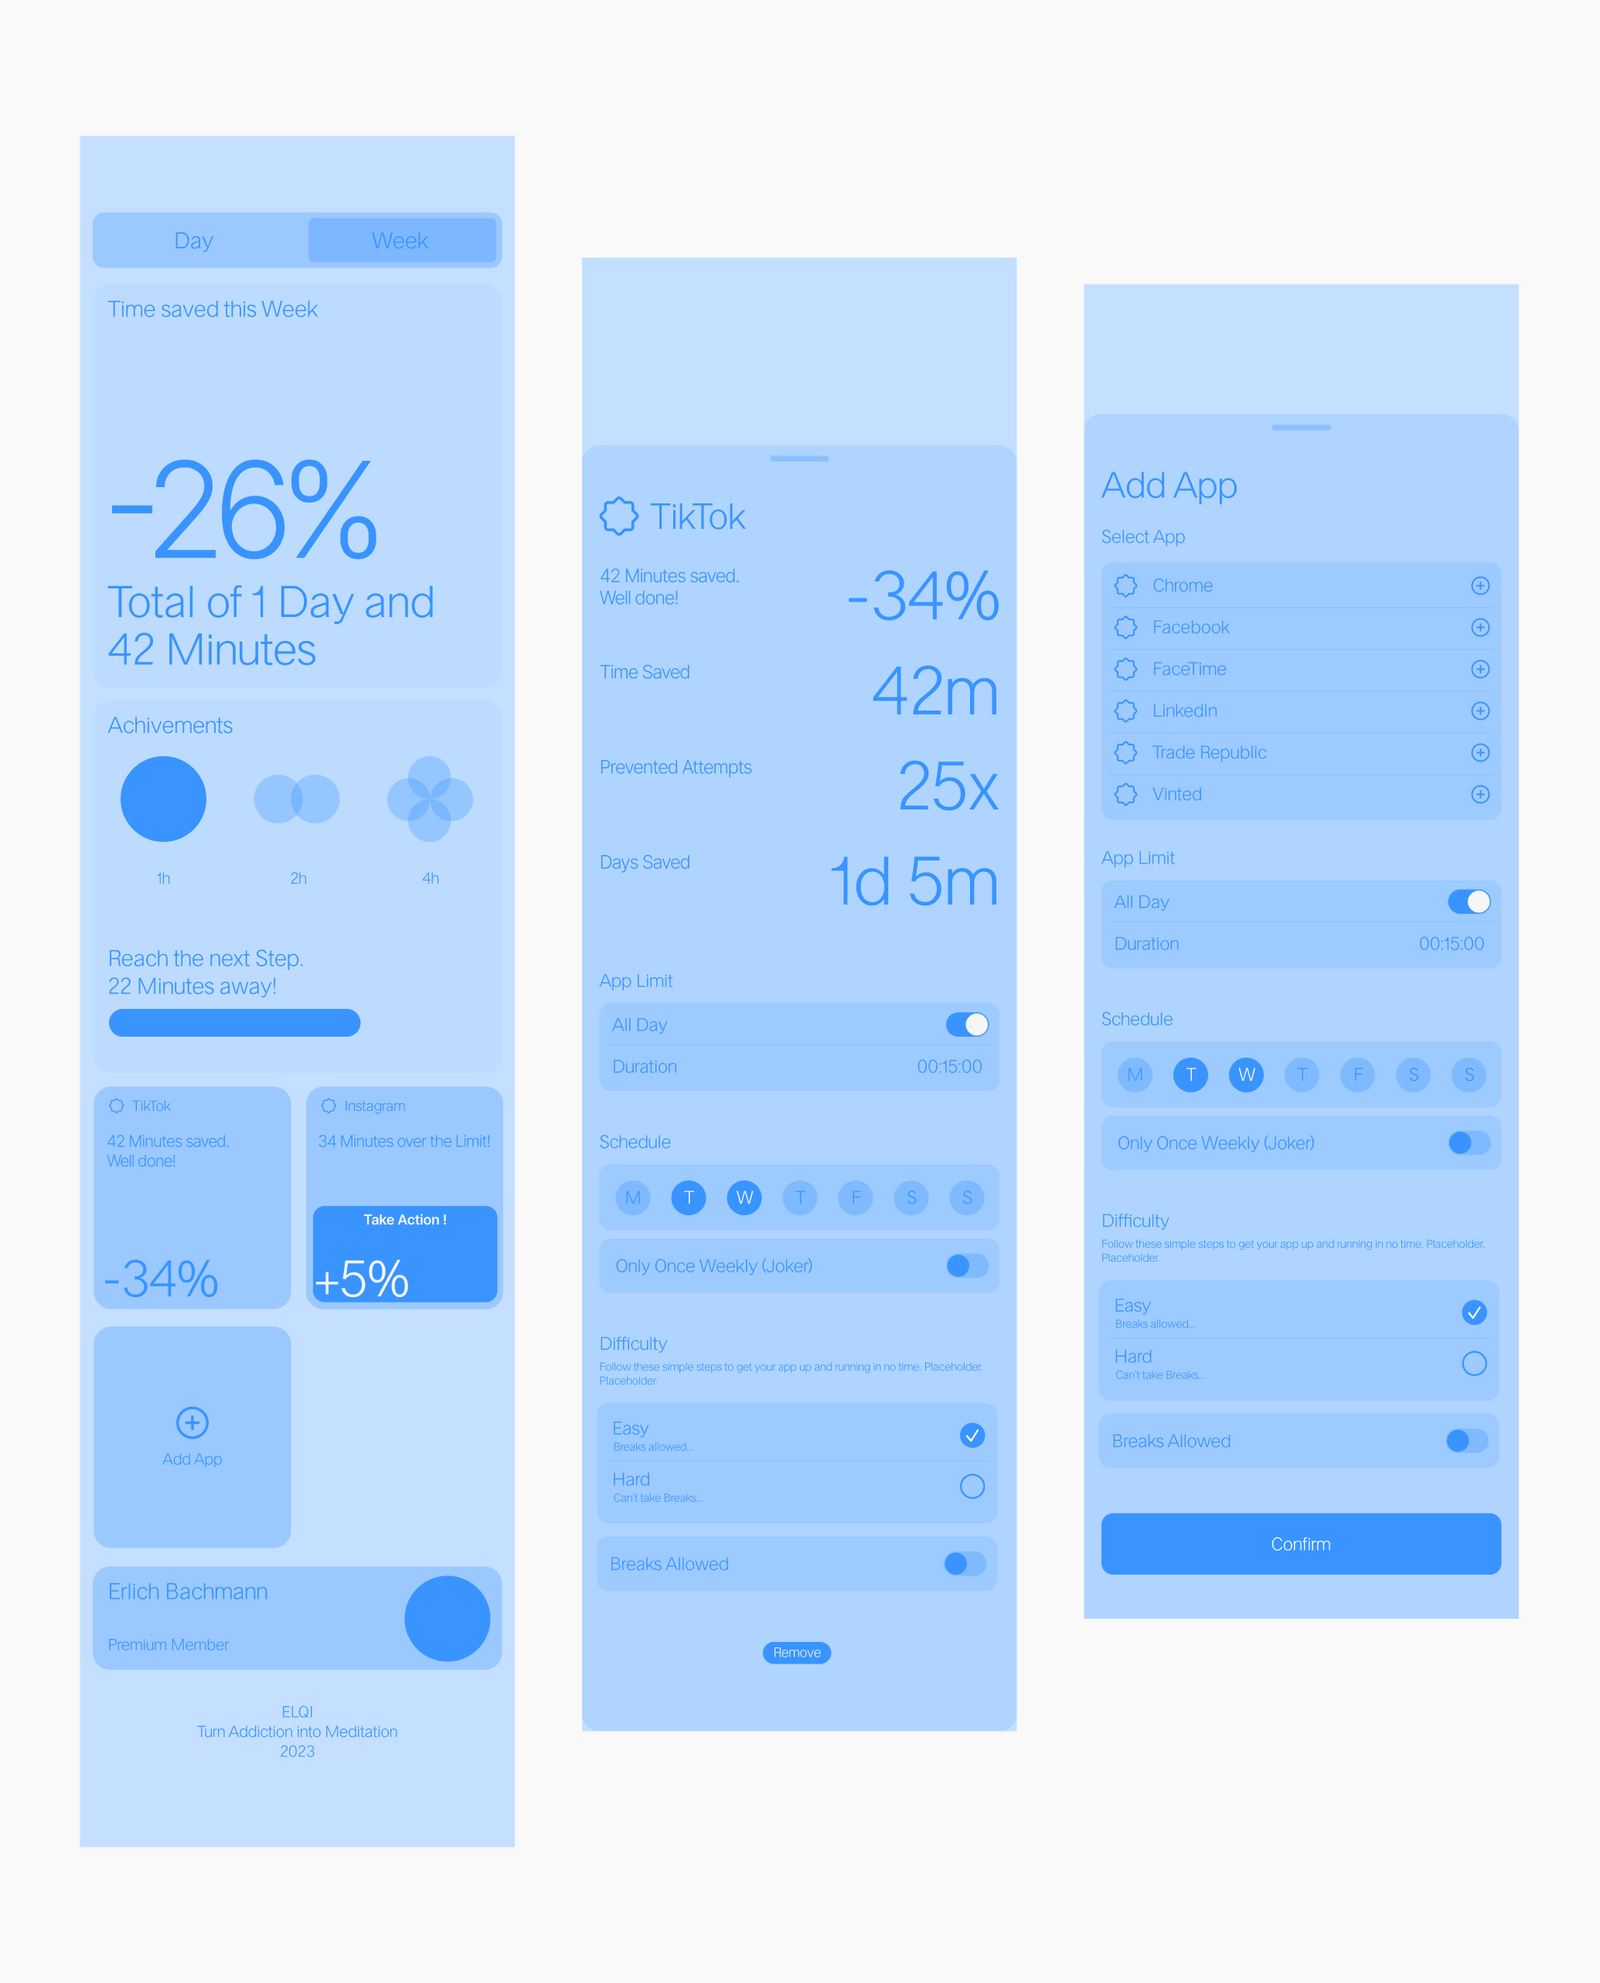 Day
Week
Time saved this Week
-26%
Total of 1 Day and
42 Minutes
Achivements
1h
2h
4h
Reach the next Step.
22 Minutes away!
TikTok
42 Minutes saved.
Well done!
-34%
Instagram
34 Minutes over the Limit!
Take Action !
+5%
Add App
Erlich Bachmann
Premium Member
ELQI
Turn Addiction into Meditation
2023
TikTok
42 Minutes saved.
Well done!
-34%
Time Saved
42m
Prevented Attempts
25x
Days Saved
1d 5m
App Limit
All Day
Duration
00:15:00
Schedule
M T W T F S S
Only Once Weekly (Joker)
Difficulty
Follow these simple steps to get your app up and running in no time. Placeholder.
Placeholder.
Easy
Breaks allowed...
Hard
Can't take Breaks...
Breaks Allowed
Remove
Add App
Select App
Chrome
Facebook
FaceTime
LinkedIn
Trade Republic
Vinted
App Limit
All Day
Duration
00:15:00
Schedule
M T W T F S S
Only Once Weekly (Joker)
Difficulty
Follow these simple steps to get your app up and running in no time. Placeholder.
Placeholder.
Easy
Breaks allowed...
Hard
Can't take Breaks...
Breaks Allowed
Confirm